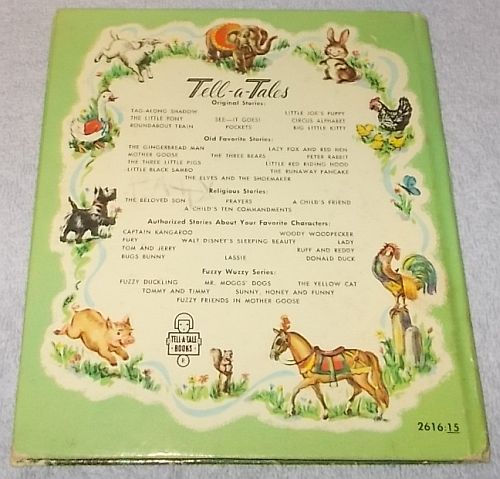 Tell-a-Tales
Original Stories:
TAG-ALONG SHADOW LITTLE JOE'S PUPPY
THE LITTLE PONY SEE—IT GOES! CIRCUS ALPHABET
ROUNDABOUT TRAIN POCKETS BIG LITTLE KITTY
Old Favorite Stories:
THE GINGERBREAD MAN LAZY FOX AND RED HEN
MOTHER GOOSE THE THREE BEARS PETER RABBIT
THE THREE LITTLE PIGS LITTLE RED RIDING HOOD
LITTLE BLACK SAMBO THE RUNAWAY PANCAKE
THE ELVES AND THE SHOEMAKER
Religious Stories:
THE BELOVED SON PRAYERS A CHILD'S FRIEND
A CHILD'S TEN COMMANDMENTS
Authorized Stories About Your Favorite Characters:
CAPTAIN KANGAROO WOODY WOODPECKER
FURY WALT DISNEY'S SLEEPING BEAUTY LADY
TOM AND JERRY RUFF AND REDDY
BUGS BUNNY LASSIE DONALD DUCK
Fuzzy Wuzzy Series:
FUZZY DUCKLING MR. MOGGS' DOGS THE YELLOW CAT
TOMMY AND TIMMY SUNNY, HONEY AND FUNNY
FUZZY FRIENDS IN MOTHER GOOSE
TELL-A-TALE
BOOKS
2616:15